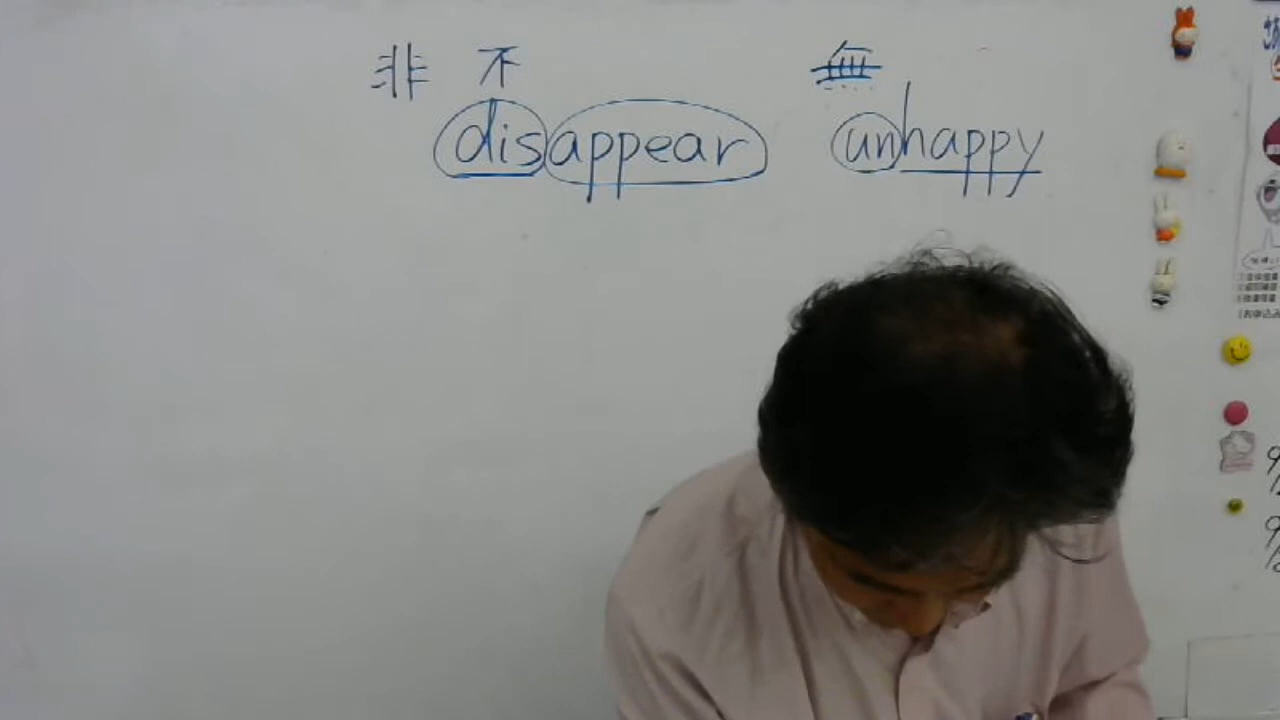 非 不 無
disappear unhappy